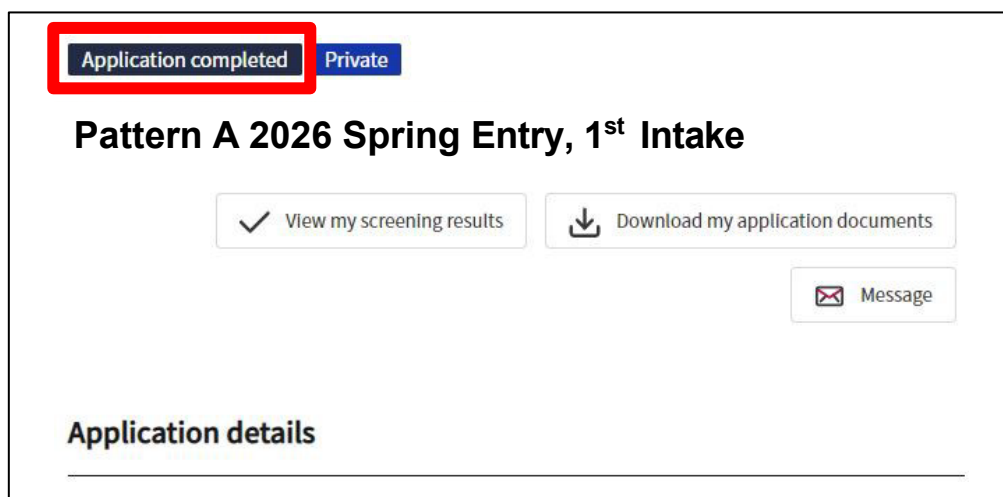 Application completed Private
Pattern A 2026 Spring Entry, 1st Intake
View my screening results Download my application documents
Message
Application details